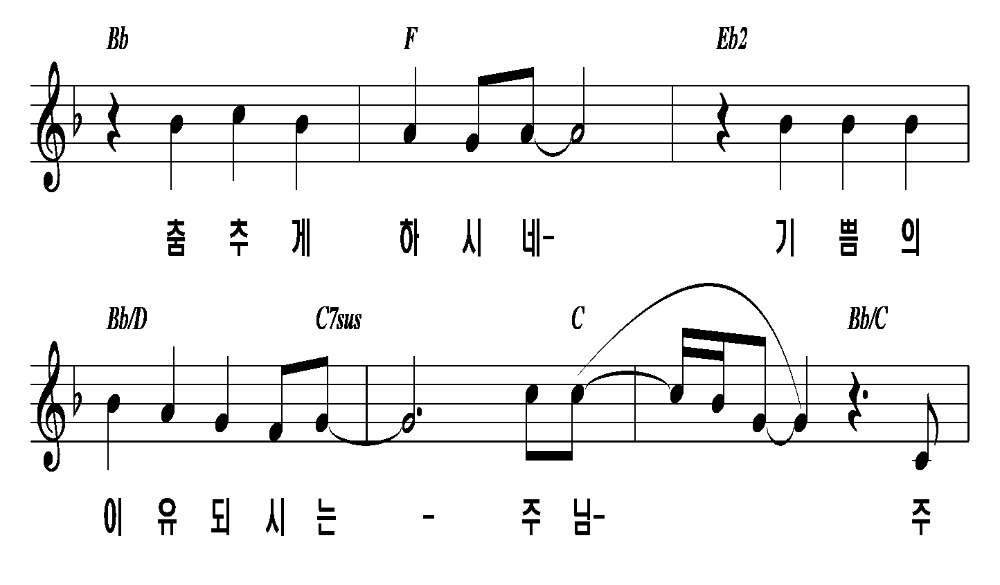 Bb F Eb2
춤 추 게 하 시 네- 기 쁨 의
Bb/D C7sus C Bb/C
이 유 되 시 는 - 주 님- 주